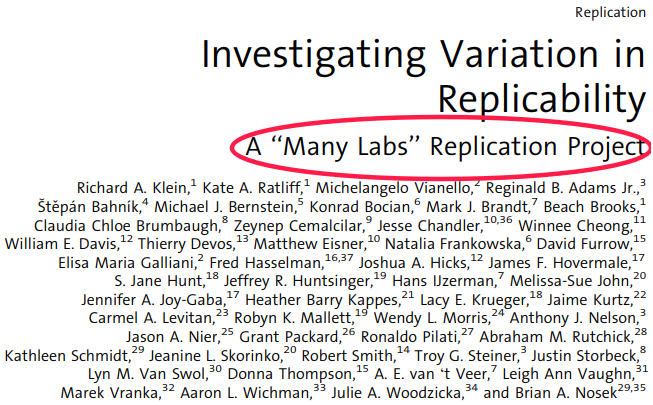 Replication
Investigating Variation in
Replicability
A “Many Labs” Replication Project
Richard A. Klein,1 Kate A. Ratliff,1 Michelangelo Vianello,2 Reginald B. Adams Jr.,3
Štěpán Bahník,4 Michael J. Bernstein,5 Konrad Bocian,6 Mark J. Brandt,7 Beach Brooks,1
Claudia Chloe Brumbaugh,8 Zeynep Cemalcilar,9 Jesse Chandler,10,36 Winnee Cheong,11
William E. Davis,12 Thierry Devos,13 Matthew Eisner,10 Natalia Frankowska,6 David Furrow,15
Elisa Maria Galliani,2 Fred Hasselman,16,37 Joshua A. Hicks,12 James F. Hovermale,17
S. Jane Hunt,18 Jeffrey R. Huntsinger,19 Hans IJzerman,7 Melissa-Sue John,20
Jennifer A. Joy-Gaba,17 Heather Barry Kappes,21 Lacy E. Krueger,18 Jaime Kurtz,22
Carmel A. Levitan,23 Robyn K. Mallett,19 Wendy L. Morris,24 Anthony J. Nelson,3
Jason A. Nier,25 Grant Packard,26 Ronaldo Pilati,27 Abraham M. Rutchick,28
Kathleen Schmidt,29 Jeanine L. Skorinko,20 Robert Smith,14 Troy G. Steiner,3 Justin Storbeck,8
Lyn M. Van Swol,30 Donna Thompson,15 A. E. van ‘t Veer,7 Leigh Ann Vaughn,31
Marek Vranka,32 Aaron L. Wichman,33 Julie A. Woodzicka,34 and Brian A. Nosek29,35